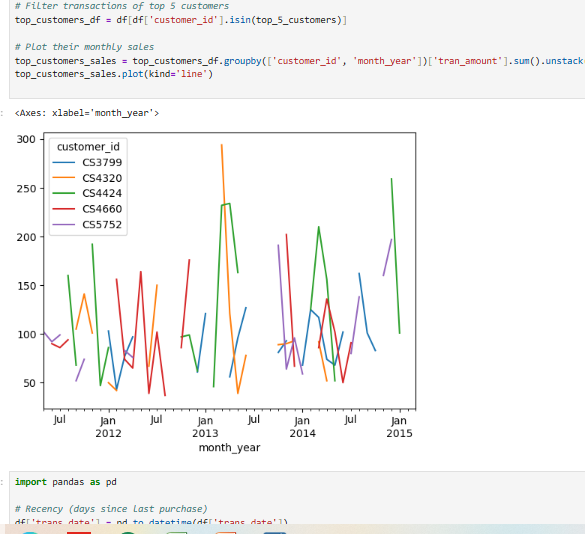 # Filter transactions of top 5 customers
top_customers_df = df[df['customer_id'].isin(top_5_customers)]
# Plot their monthly sales
top_customers_sales = top_customers_df.groupby(['customer_id', 'month_year'])['tran_amount'].sum().unstack
top_customers_sales.plot(kind='line')
<Axes: xlabel='month_year'>
300
250
200
150
100
50
customer_id
CS3799
CS4320
CS4424
CS4660
CS5752
Jul Jan Jul Jan Jul Jan Jul Jan
2012 2013 2014 2015
month_year
import pandas as pd
# Recency (days since last purchase)
df['trans_date'] = pd.to_datetime(df['trans_date'])